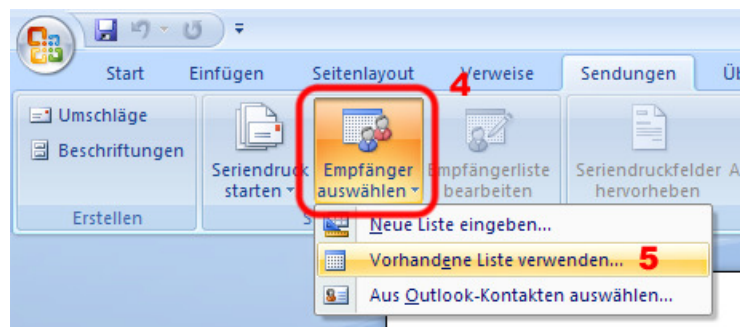 Start Einfügen Seitenlayout Verweise Sendungen
4
Umschläge
Beschriftungen
Seriendruck
starten
Empfänger
auswählen
Empfängerliste
bearbeiten
Seriendruckfelder
hervorheben
Erstellen
Neue Liste eingeben...
Vorhandene Liste verwenden... 5
Aus Outlook-Kontakten auswählen...